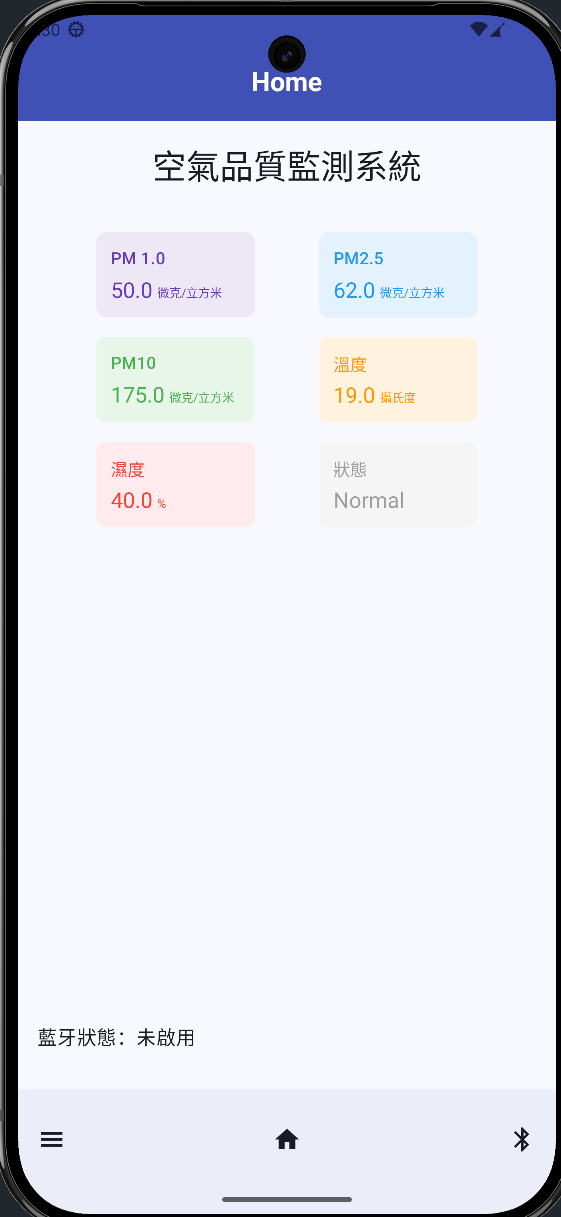 Home
空氣品質監測系統
PM 1.0
50.0 微克/立方米
PM2.5
62.0 微克/立方米
PM10
175.0 微克/立方米
溫度
19.0 攝氏度
濕度
40.0 %
狀態
Normal
藍牙狀態：未啟用